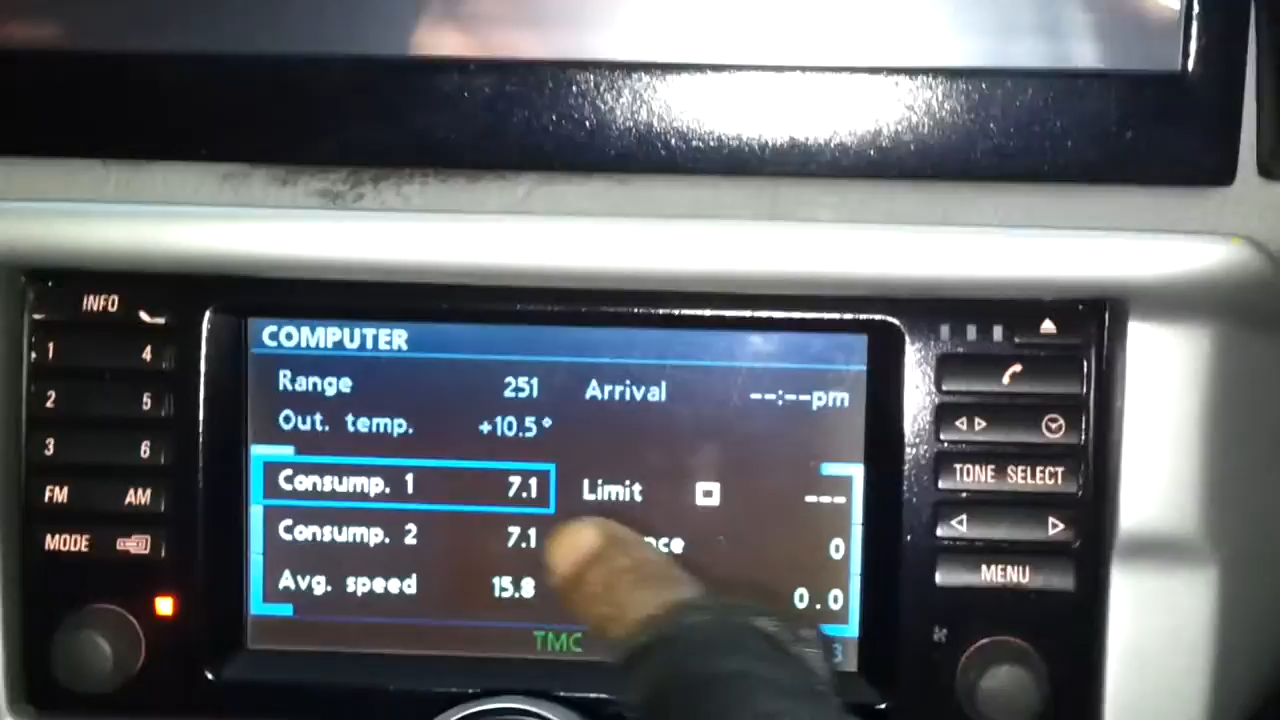 INFO
1 4
2 5
3 6
FM AM
MODE
COMPUTER
Range 251 Arrival --:--pm
Out. temp. +10.5°
Consump. 1 7.1 Limit ---
Consump. 2 7.1 nce 0
Avg. speed 15.8 0.0
TMC
3
TONE SELECT
MENU